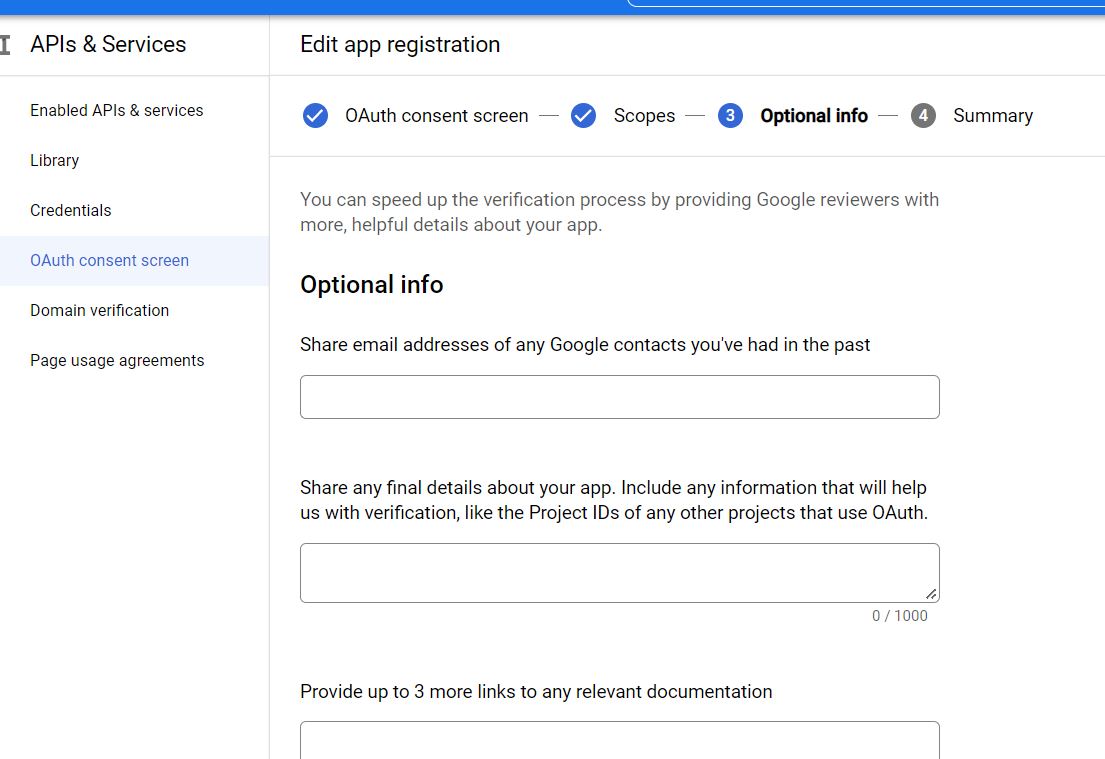 APIs & Services
Edit app registration
Enabled APIs & services
Library
Credentials
OAuth consent screen
Domain verification
Page usage agreements
OAuth consent screen
Scopes
3
Optional info
4
Summary
You can speed up the verification process by providing Google reviewers with
more, helpful details about your app.
Optional info
Share email addresses of any Google contacts you've had in the past
Share any final details about your app. Include any information that will help
us with verification, like the Project IDs of any other projects that use OAuth.
0 / 1000
Provide up to 3 more links to any relevant documentation